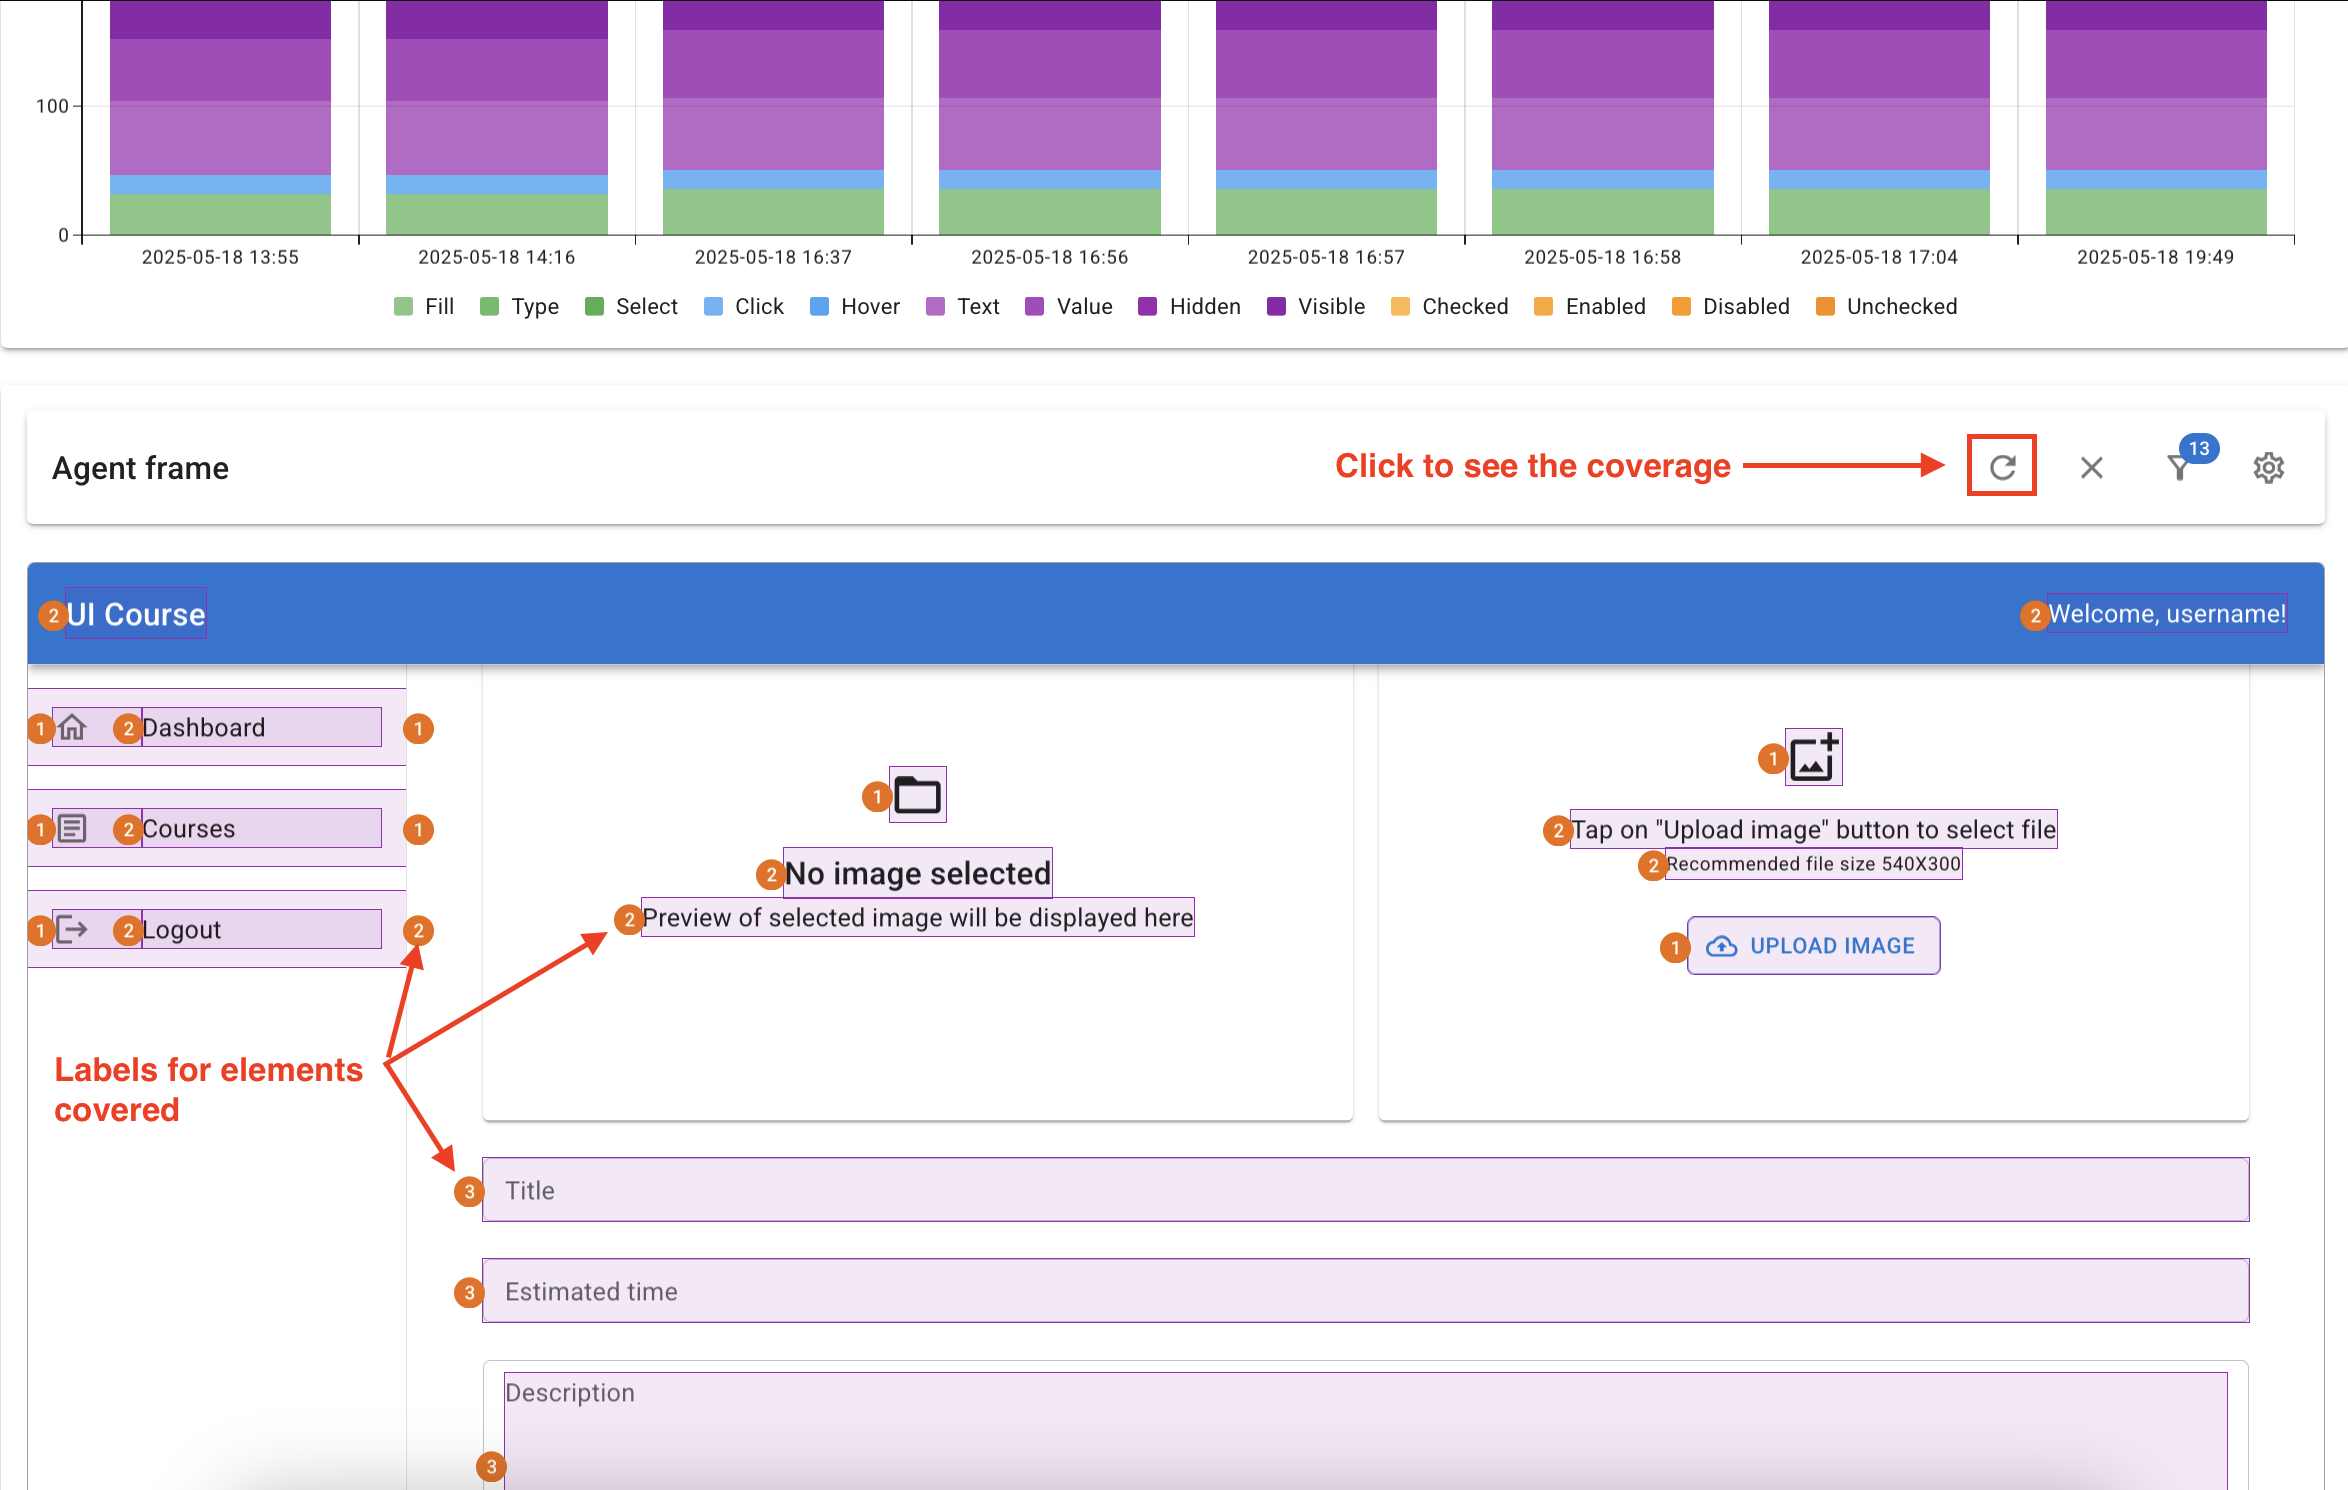 100
0
2025-05-18 13:55 2025-05-18 14:16 2025-05-18 16:37 2025-05-18 16:56 2025-05-18 16:57 2025-05-18 16:58 2025-05-18 17:04 2025-05-18 19:49
Fill Type Select Click Hover Text Value Hidden Visible Checked Enabled Disabled Unchecked
Agent frame
Click to see the coverage
13
2 UI Course
2 Welcome, username!
1 2 Dashboard 1
1 2 Courses 1
1 2 Logout 2
1
2 No image selected
2 Preview of selected image will be displayed here
1
2 Tap on "Upload image" button to select file
2 Recommended file size 540X300
1 UPLOAD IMAGE
Labels for elements
covered
3 Title
3 Estimated time
Description
3